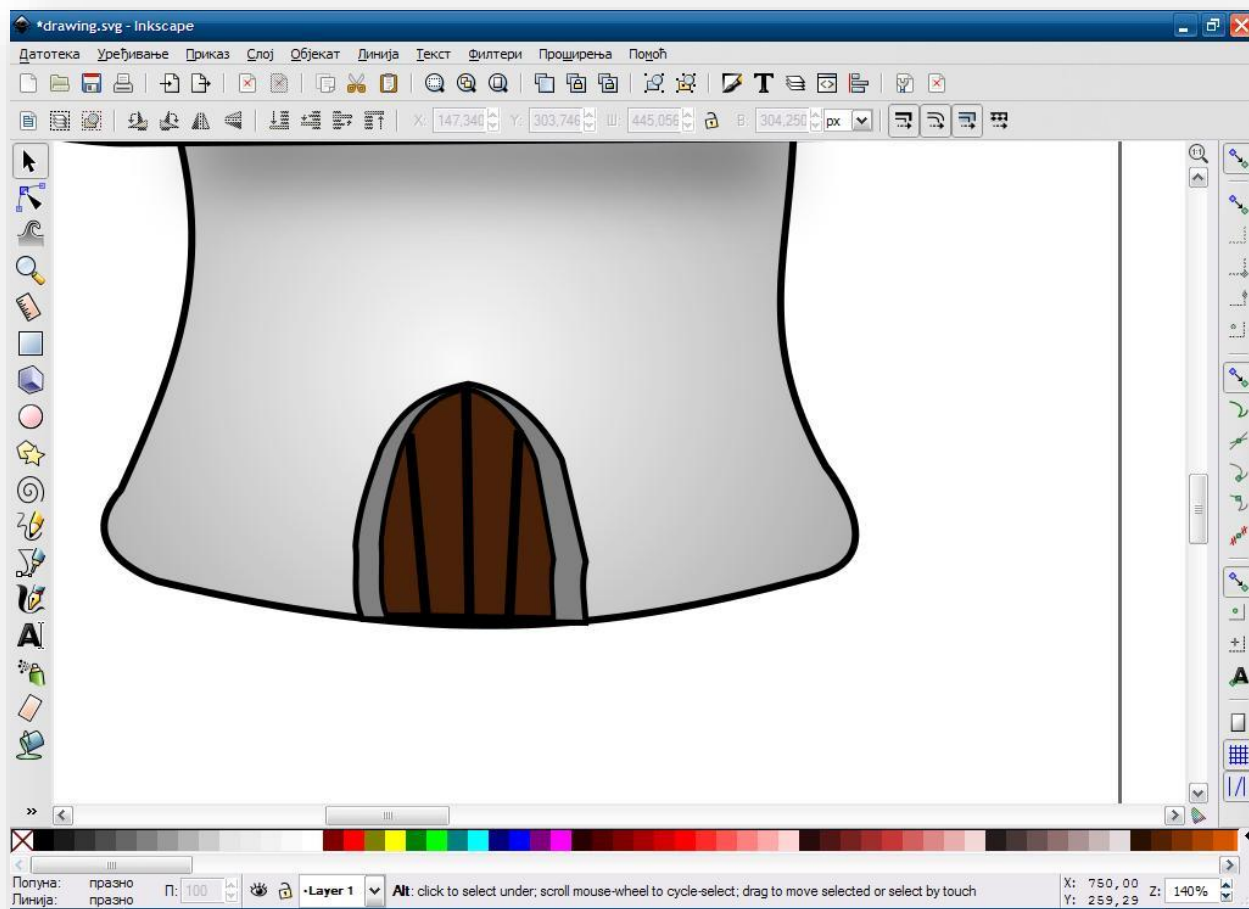 *drawing.svg - Inkscape
Датотека Уређивање Приказ Слој Објекат Линија Текст Филтери Проширења Помоћ
X: 147,340 Y: 303,746 Ш: 445,056 В: 304,250 px
Попуна: празно П: 100 ·Layer 1 Alt: click to select under; scroll mouse-wheel to cycle-select; drag to move selected or select by touch X: 750,00 Z: 140%
Линија: празно Y: 259,29